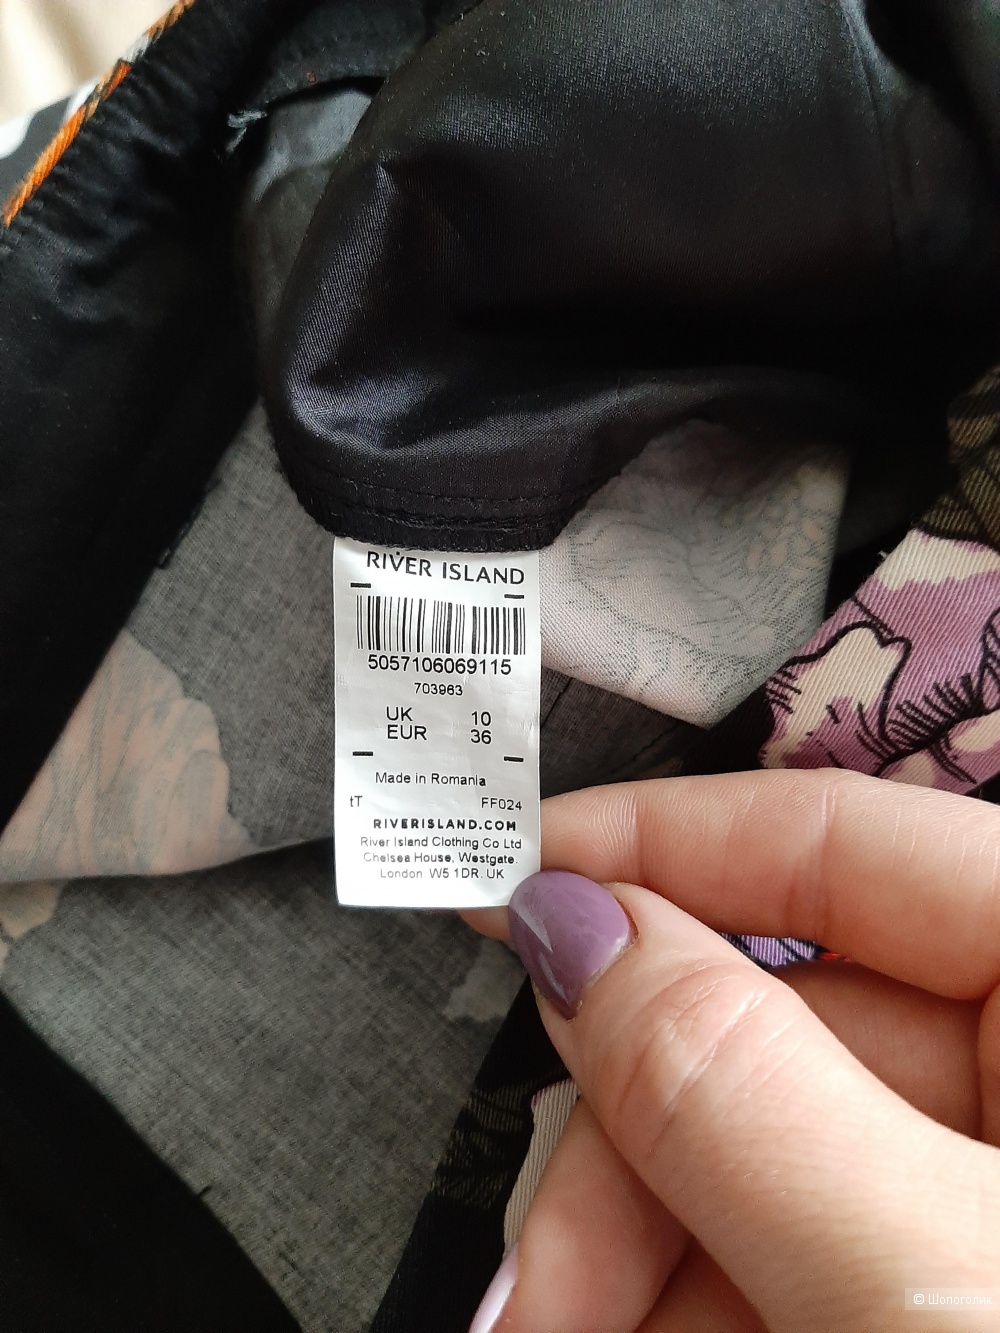 RIVER ISLAND
5057106069115
703963
UK 10
EUR 36
Made in Romania
tT FF024
RIVERISLAND.COM
River Island Clothing Co Ltd
Chelsea House, Westgate.
London W5 1DR. UK
© Шопоголик